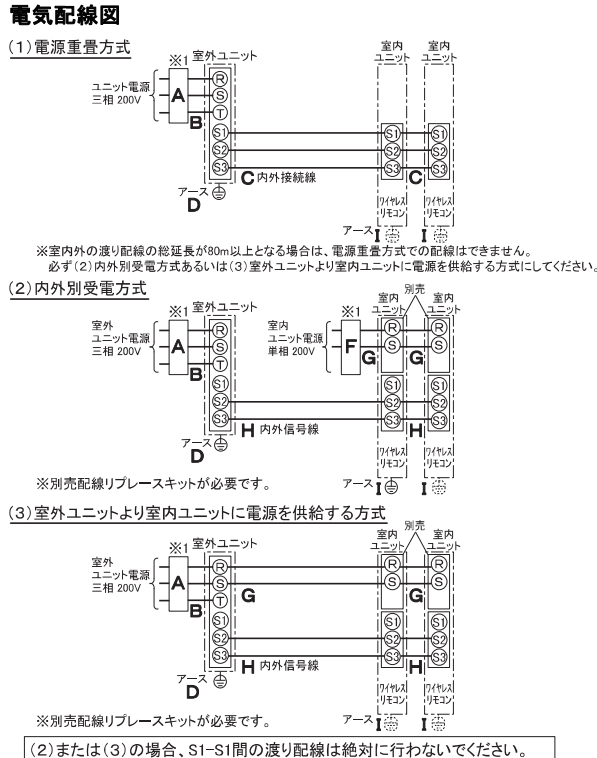 電気配線図
(1)電源重畳方式
※1 室外ユニット
室内ユニット
室内ユニット
ユニット電源
三相 200V
A
B
R
S
T
S1
S2
S3
S1
S2
S3
S1
S2
S3
C 内外接続線
C
アース
D
ワイヤレスリモコン
ワイヤレスリモコン
アース I
I
※室内外の渡り配線の総延長が80m以上となる場合は、電源重畳方式での配線はできません。
必ず(2)内外別受電方式あるいは(3)室外ユニットより室内ユニットに電源を供給する方式にしてください。
(2)内外別受電方式
※1 室外ユニット
※1
室内ユニット
別売
室内ユニット
室外
ユニット電源
三相 200V
A
B
R
S
T
S1
S2
S3
室内
ユニット電源
単相 200V
F
G
G
R
S
S1
S2
S3
R
S
S1
S2
S3
H 内外信号線
H
アース
D
ワイヤレスリモコン
ワイヤレスリモコン
アース I
I
※別売配線リプレースキットが必要です。
(3)室外ユニットより室内ユニットに電源を供給する方式
※1 室外ユニット
室内ユニット
別売
室内ユニット
室外
ユニット電源
三相 200V
A
B
R
S
T
S1
S2
S3
G
G
R
S
S1
S2
S3
R
S
S1
S2
S3
H 内外信号線
H
アース
D
ワイヤレスリモコン
ワイヤレスリモコン
アース I
I
※別売配線リプレースキットが必要です。
(2)または(3)の場合、S1-S1間の渡り配線は絶対に行わないでください。